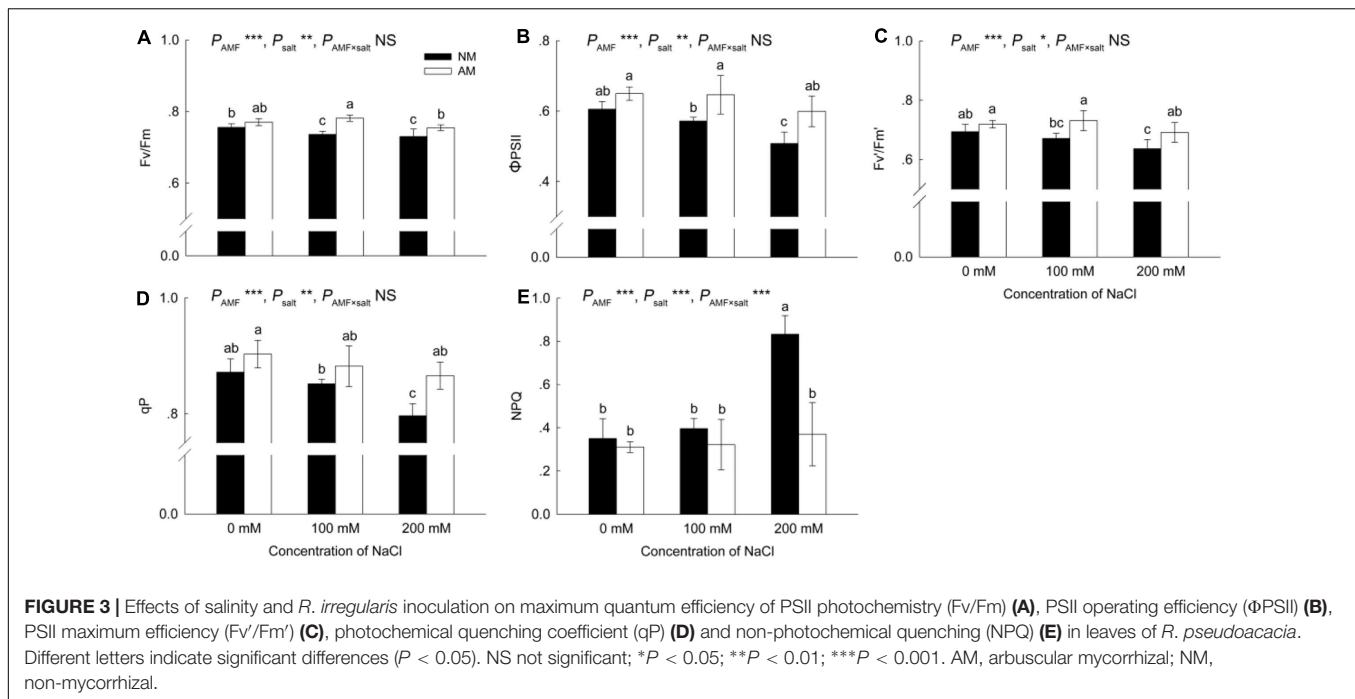 A
P_AMF ***, P_salt **, P_AMF×salt NS
NM
AM
1.0
.8
.6
0.0
Fv/Fm
b ab c a c b
B
P_AMF ***, P_salt **, P_AMF×salt NS
.8
.6
.4
0.0
ΦPSII
ab a b a c ab
C
P_AMF ***, P_salt *, P_AMF×salt NS
1.0
.8
.6
0.0
Fv'/Fm'
ab a bc a c ab
0 mM 100 mM 200 mM
Concentration of NaCl
D
P_AMF ***, P_salt **, P_AMF×salt NS
1.0
.8
0.0
qP
ab a b ab c ab
0 mM 100 mM 200 mM
Concentration of NaCl
E
P_AMF ***, P_salt ***, P_AMF×salt ***
1.0
.8
.6
.4
0.2
0.0
NPQ
b b b b a b
0 mM 100 mM 200 mM
Concentration of NaCl
FIGURE 3 | Effects of salinity and R. irregularis inoculation on maximum quantum efficiency of PSII photochemistry (Fv/Fm) (A), PSII operating efficiency (ΦPSII) (B),
PSII maximum efficiency (Fv′/Fm′) (C), photochemical quenching coefficient (qP) (D) and non-photochemical quenching (NPQ) (E) in leaves of R. pseudoacacia.
Different letters indicate significant differences (P < 0.05). NS not significant; *P < 0.05; **P < 0.01; ***P < 0.001. AM, arbuscular mycorrhizal; NM,
non-mycorrhizal.